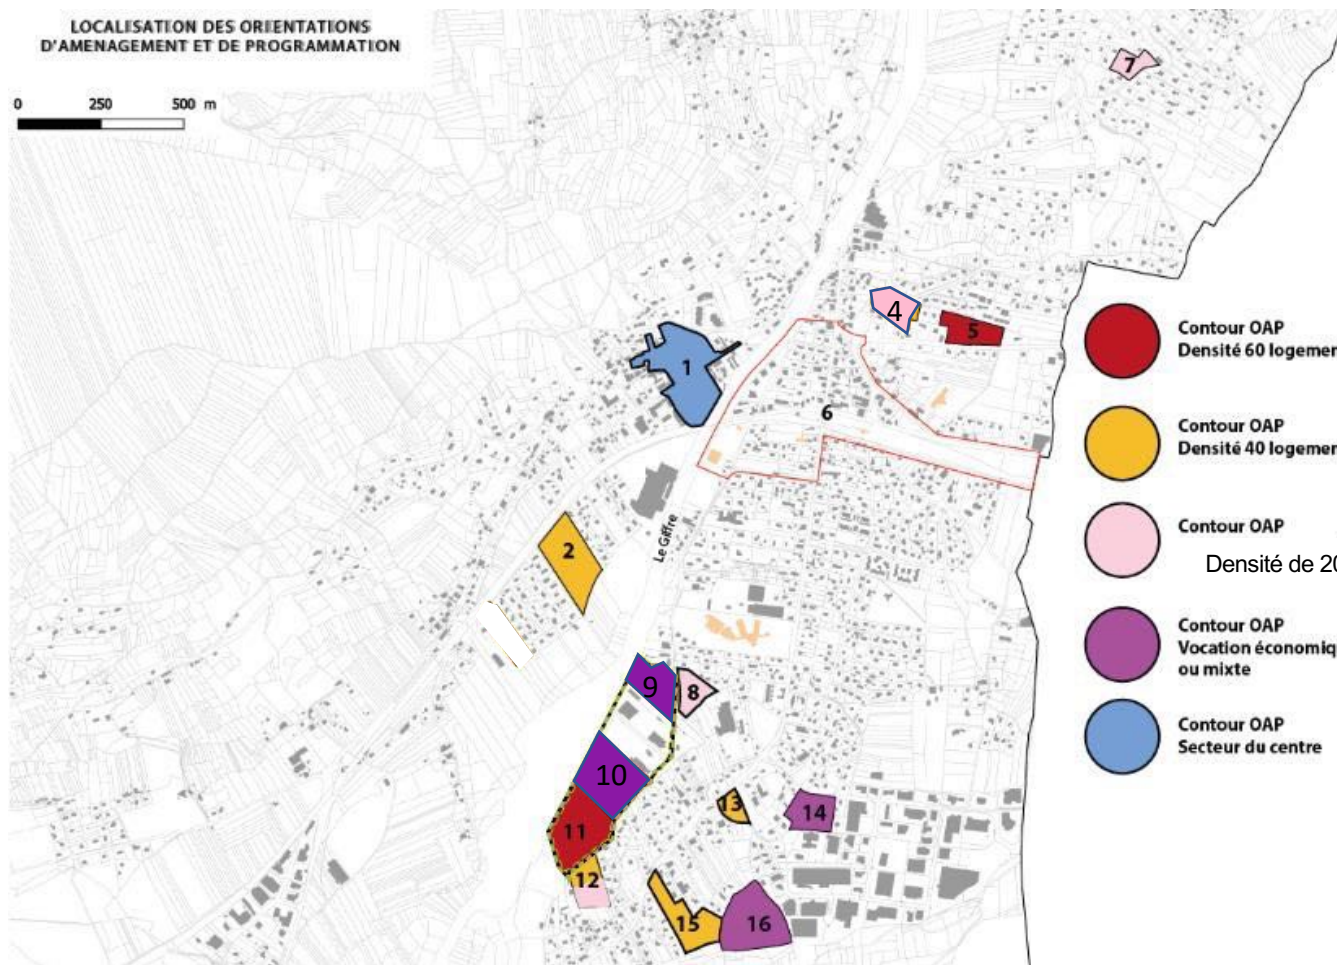 LOCALISATION DES ORIENTATIONS
D'AMENAGEMENT ET DE PROGRAMMATION
0 250 500 m
7
4
5
1
6
2
Le Giffre
9
8
10
11
12
13
14
15
16
Contour OAP
Densité 60 logemen
Contour OAP
Densité 40 logemen
Contour OAP
Densité de 20
Contour OAP
Vocation économiq
ou mixte
Contour OAP
Secteur du centre